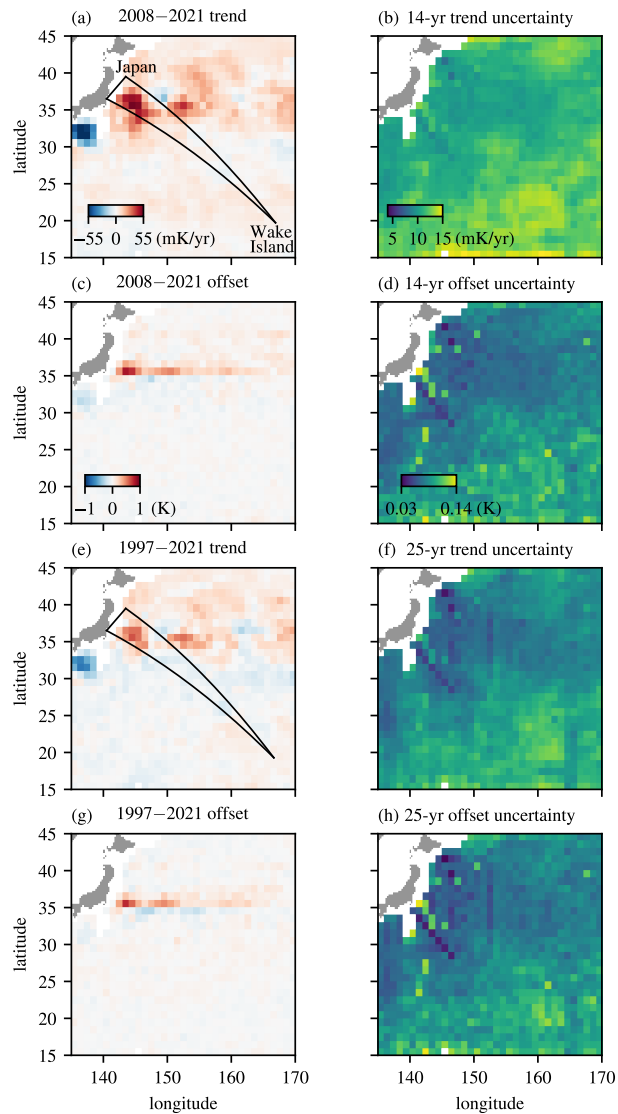 (a) 2008−2021 trend
(b) 14-yr trend uncertainty
45
40
35
30
25
20
15
latitude
Japan
Wake
Island
−55 0 55 (mK/yr)
5 10 15 (mK/yr)
(c) 2008−2021 offset
(d) 14-yr offset uncertainty
45
40
35
30
25
20
15
latitude
−1 0 1 (K)
0.03 0.14 (K)
(e) 1997−2021 trend
(f) 25-yr trend uncertainty
45
40
35
30
25
20
15
latitude
(g) 1997−2021 offset
(h) 25-yr offset uncertainty
45
40
35
30
25
20
15
latitude
140 150 160 170
140 150 160 170
longitude
longitude